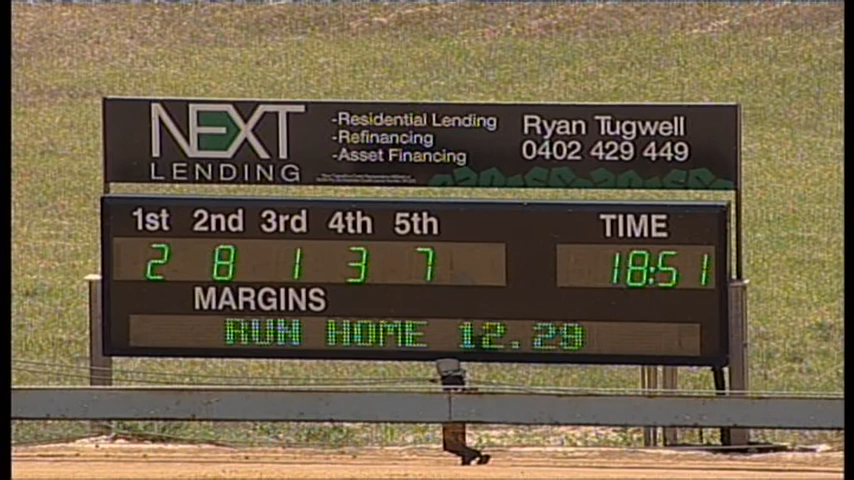 NEXT
LENDING
-Residential Lending
-Refinancing
-Asset Financing
Ryan Tugwell
0402 429 449
1st 2nd 3rd 4th 5th TIME
2 8 1 3 7 18:51
MARGINS
RUN HOME 12.29